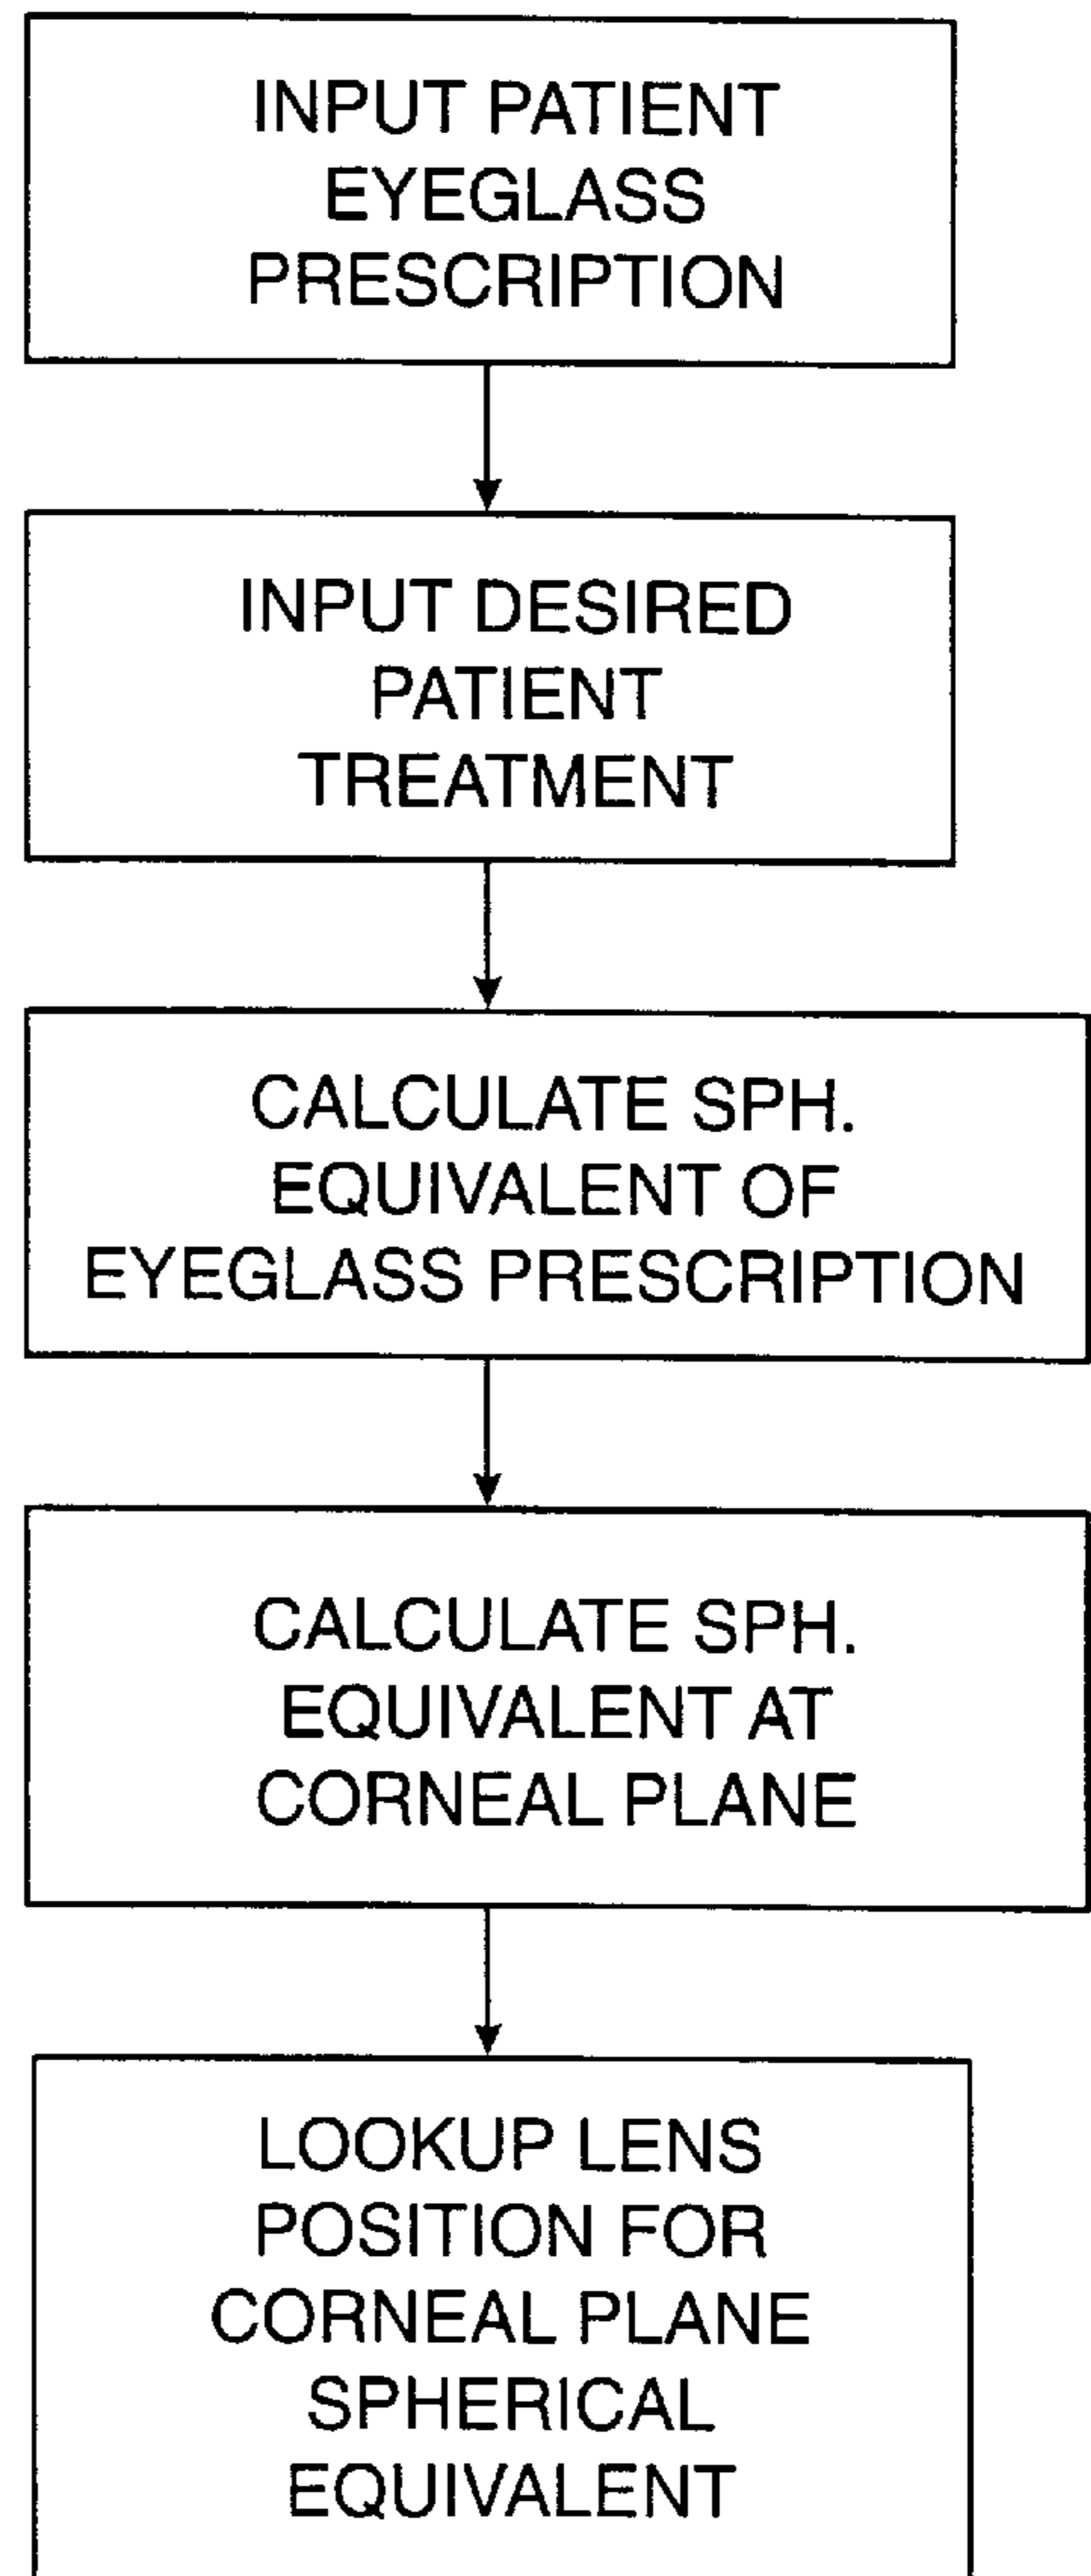 INPUT PATIENT
EYEGLASS
PRESCRIPTION
INPUT DESIRED
PATIENT
TREATMENT
CALCULATE SPH.
EQUIVALENT OF
EYEGLASS PRESCRIPTION
CALCULATE SPH.
EQUIVALENT AT
CORNEAL PLANE
LOOKUP LENS
POSITION FOR
CORNEAL PLANE
SPHERICAL
EQUIVALENT